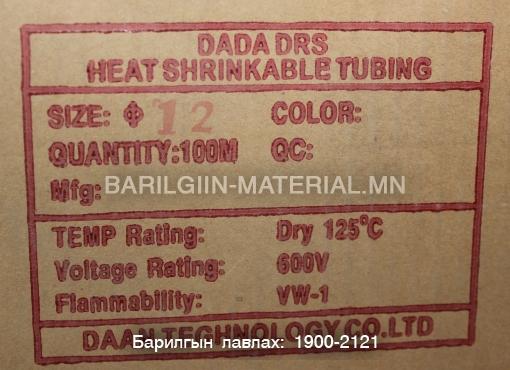 DADA DRS
HEAT SHRINKABLE TUBING
SIZE: Φ 12 COLOR:
QUANTITY:100M QC:
Mfg:
BARILGIIN-MATERIAL.MN
TEMP Rating: Dry 125°C
Voltage Rating: 600V
Flammability: VW-1
DAAN TECHNOLOGY CO.LTD
Барилгын лавлах: 1900-2121